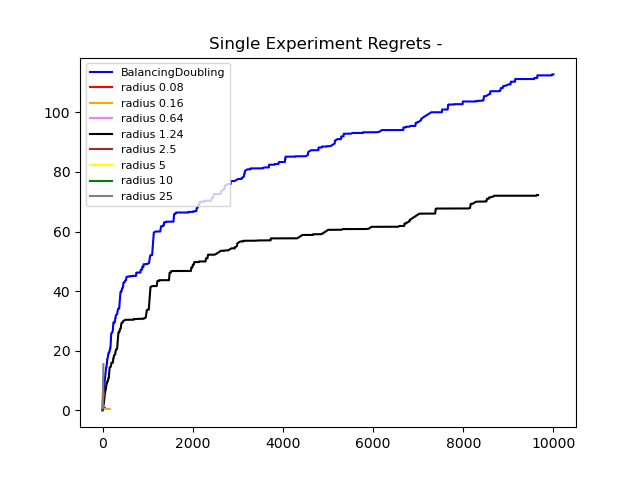 Single Experiment Regrets -
BalancingDoubling
radius 0.08
radius 0.16
radius 0.64
radius 1.24
radius 2.5
radius 5
radius 10
radius 25
100
80
60
40
20
0
0 2000 4000 6000 8000 10000